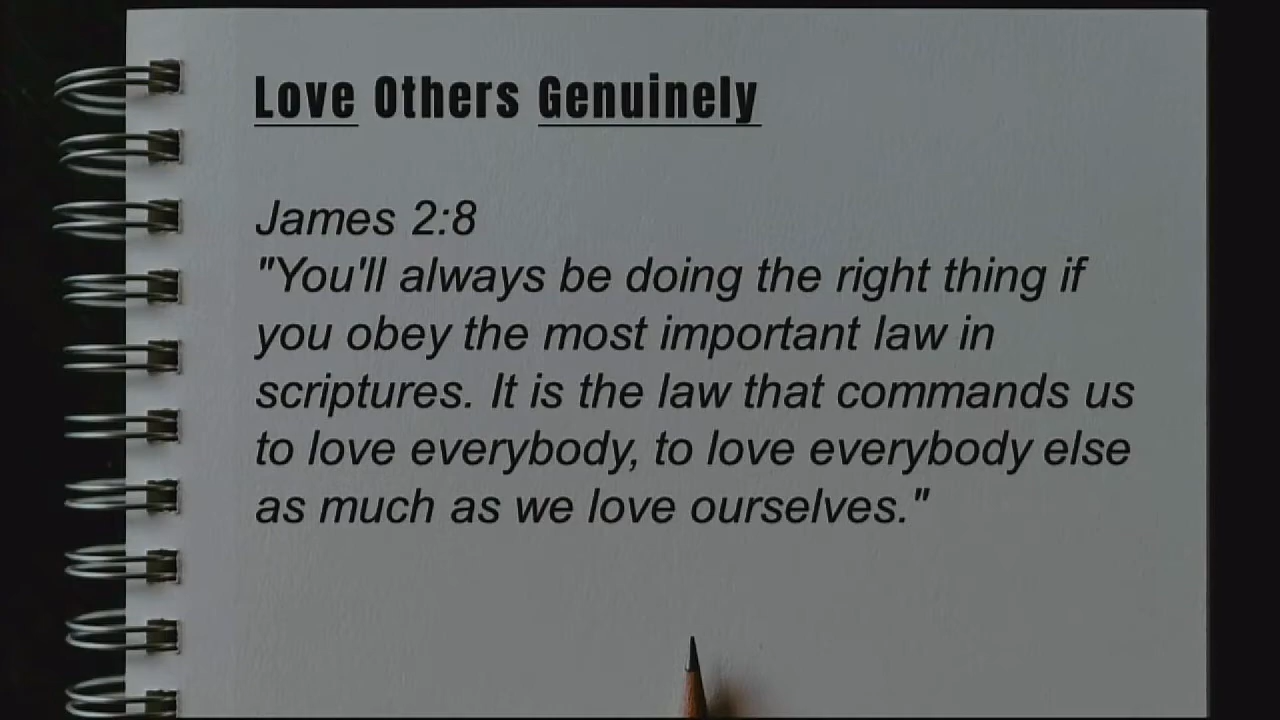 Love Others Genuinely
James 2:8
"You'll always be doing the right thing if
you obey the most important law in
scriptures. It is the law that commands us
to love everybody, to love everybody else
as much as we love ourselves."